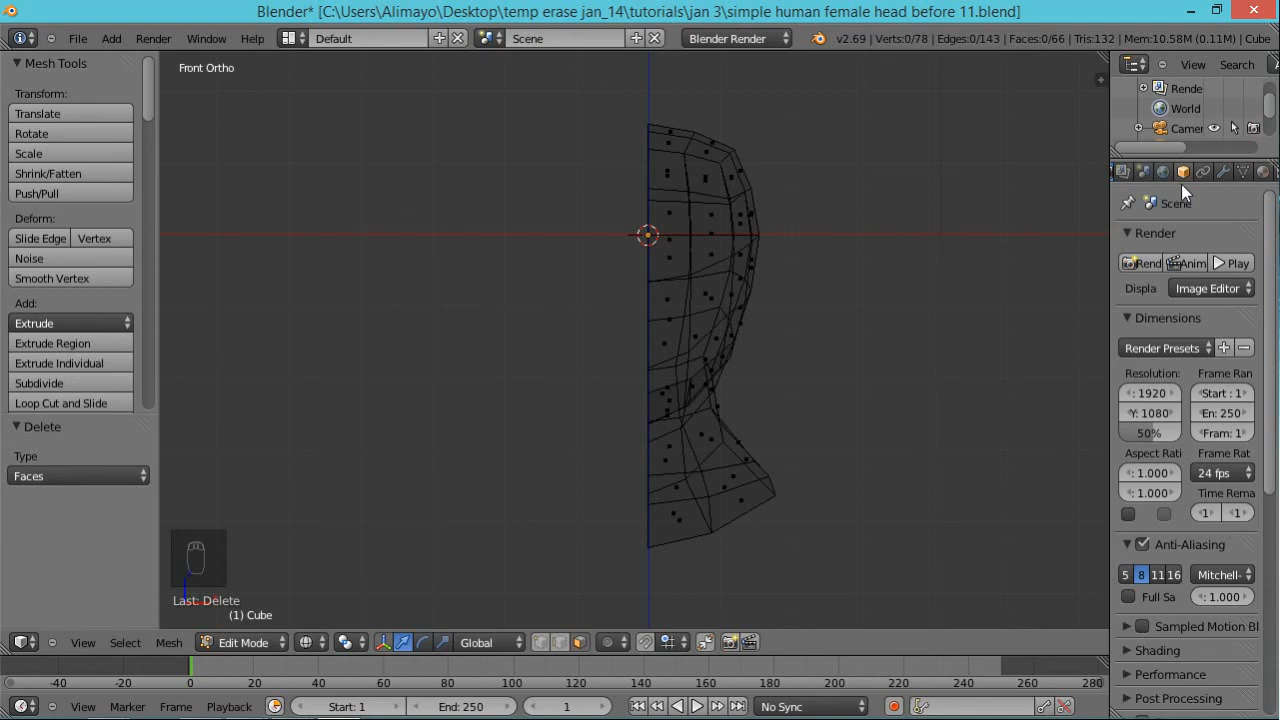 Blender* [C:\Users\Alimayo\Desktop\temp erase jan_14\tutorials\jan 3\simple human female head before 11.blend]
File Add Render Window Help Default Scene Blender Render v2.69 | Verts:0/78 | Edges:0/143 | Faces:0/66 | Tris:132 | Mem:10.58M (0.11M) | Cube
Mesh Tools
Transform:
Translate
Rotate
Scale
Shrink/Fatten
Push/Pull
Deform:
Slide Edge Vertex
Noise
Smooth Vertex
Add:
Extrude
Extrude Region
Extrude Individual
Subdivide
Loop Cut and Slide
Delete
Type
Faces
Front Ortho
Last: Delete
(1) Cube
View Search
Rende
World
Camer
Scene
Render
Rend Anim Play
Displa Image Editor
Dimensions
Render Presets
Resolution: Frame Ran
: 1920 Start : 1
Y: 1080 En: 250
50% Fram: 1
Aspect Rati Frame Rat
: 1.000 24 fps
: 1.000 Time Rema
1 1
Anti-Aliasing
5 8 11 16 Mitchell-
Full Sa : 1.000
Sampled Motion Bl
Shading
Performance
Post Processing
View Select Mesh Edit Mode Global
-40 -20 0 20 40 60 80 100 120 140 160 180 200 220 240 260 280
View Marker Frame Playback Start: 1 End: 250 1 No Sync